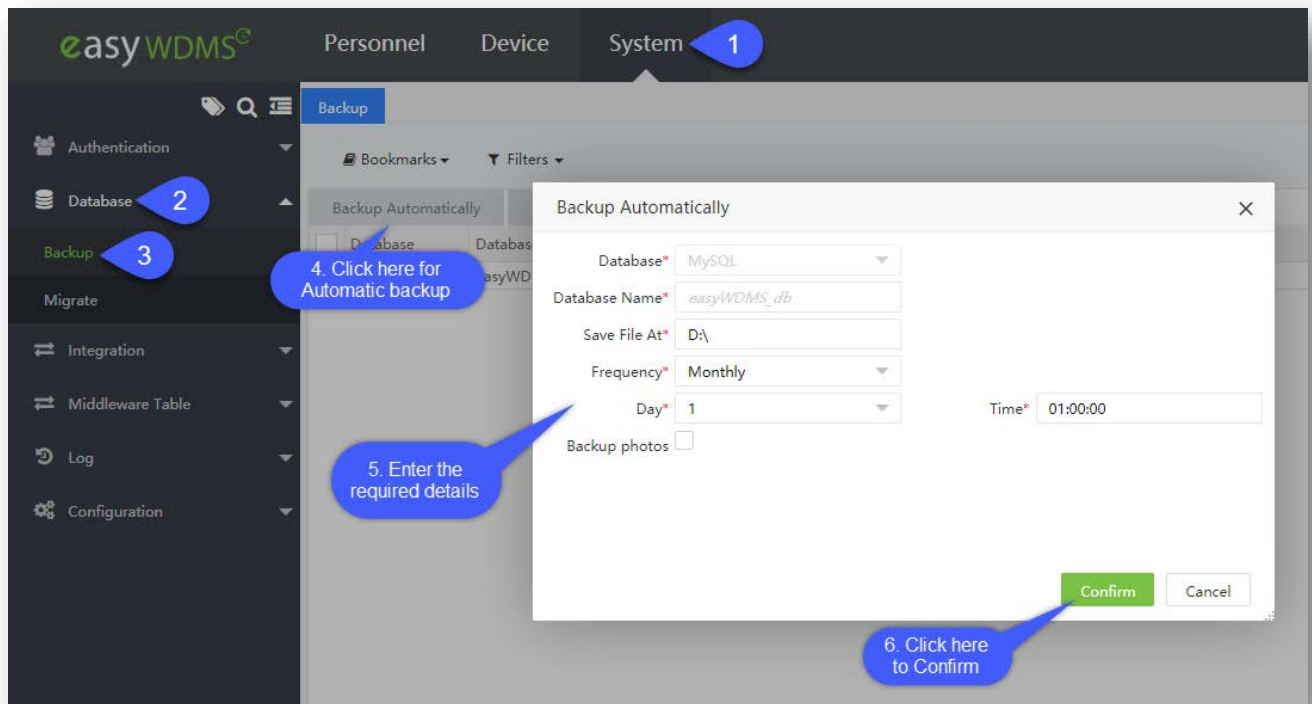 easyWDMS
Personnel Device System 1
Backup
Authentication
Bookmarks Filters
Database 2
Backup Automatically
Backup Automatically
Database Databas
Backup 3
4. Click here for
Automatic backup
asyWD
Database* MySQL
Database Name* easyWDMS_db
Migrate
Save File At* D:\
Integration
Frequency* Monthly
Middleware Table
Day* 1 Time* 01:00:00
Backup photos
Log
5. Enter the
required details
Configuration
Confirm Cancel
6. Click here
to Confirm